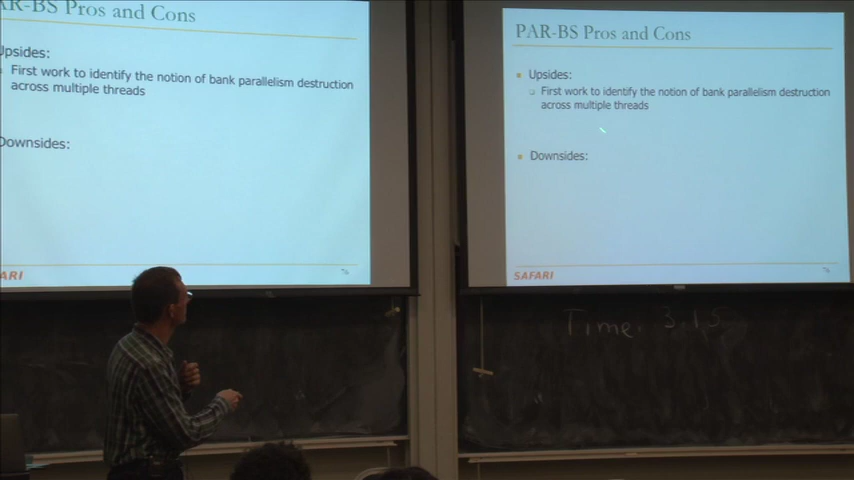 AR-BS Pros and Cons
Upsides:
First work to identify the notion of bank parallelism destruction
across multiple threads
Downsides:
ARI
PAR-BS Pros and Cons
Upsides:
First work to identify the notion of bank parallelism destruction
across multiple threads
Downsides:
SAFARI
Time: 3.15